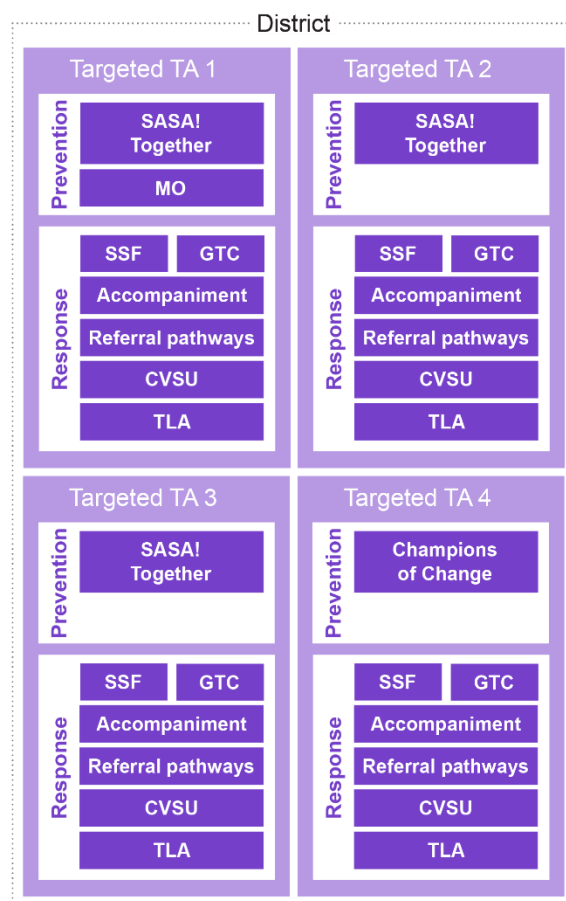 District
Targeted TA 1
Prevention
SASA!
Together
MO
Response
SSF
GTC
Accompaniment
Referral pathways
CVSU
TLA
Targeted TA 2
Prevention
SASA!
Together
Response
SSF
GTC
Accompaniment
Referral pathways
CVSU
TLA
Targeted TA 3
Prevention
SASA!
Together
Response
SSF
GTC
Accompaniment
Referral pathways
CVSU
TLA
Targeted TA 4
Prevention
Champions
of Change
Response
SSF
GTC
Accompaniment
Referral pathways
CVSU
TLA